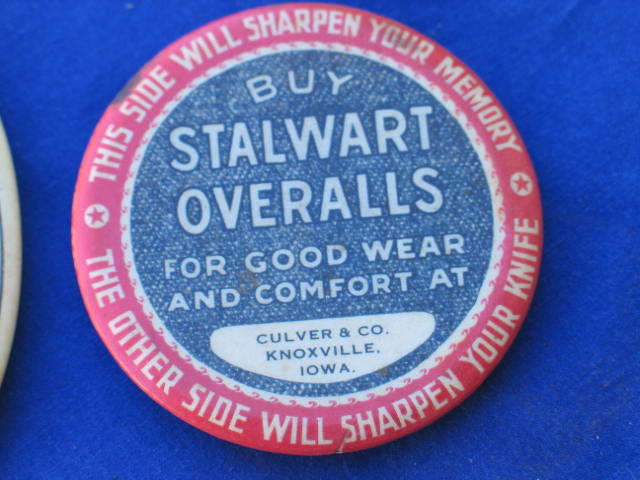 THIS SIDE WILL SHARPEN YOUR MEMORY
BUY
STALWART
OVERALLS
FOR GOOD WEAR
AND COMFORT AT
CULVER & CO.
KNOXVILLE,
IOWA.
THE OTHER SIDE WILL SHARPEN YOUR KNIFE